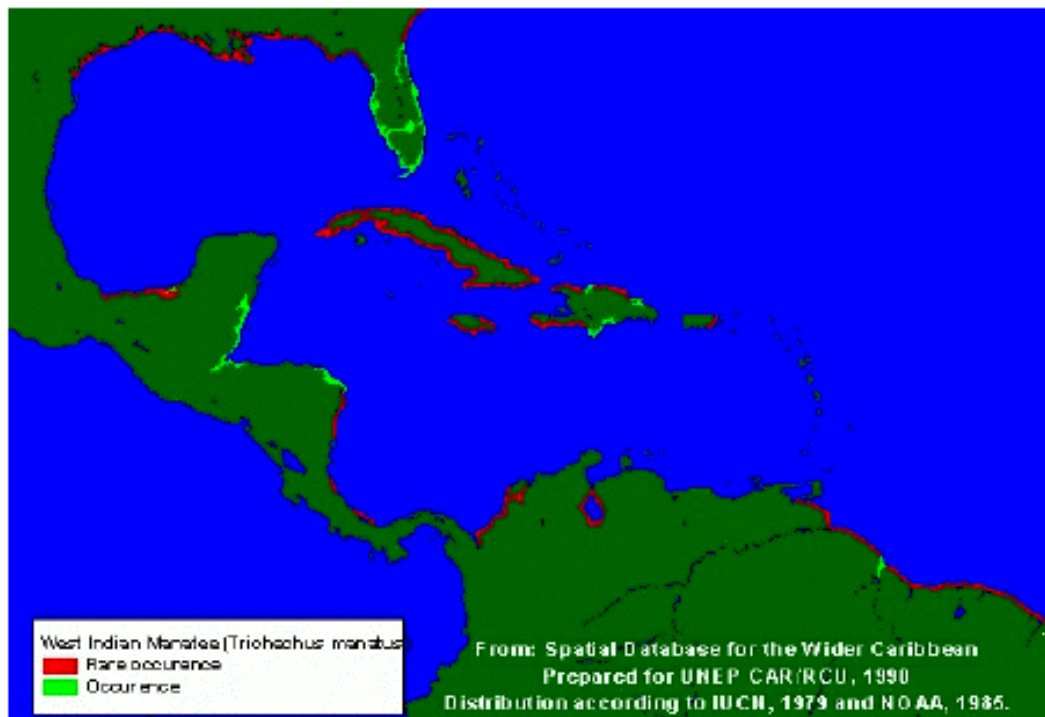 West Indian Manatee (Trichechus manatus)
Rare occurence
Occurence
From: Spatial Database for the Wider Caribbean
Prepared for UNEP CAR/RCU, 1990
Distribution according to IUCN, 1979 and NOAA, 1985.